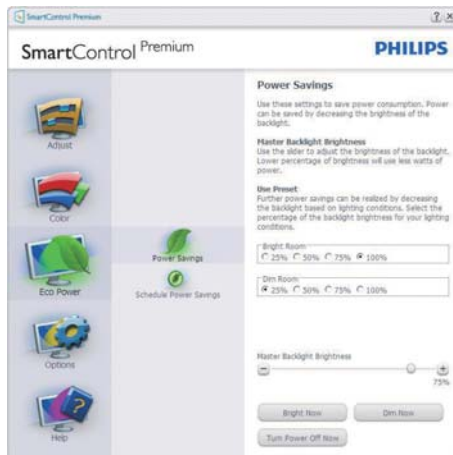 SmartControl Premium
SmartControl Premium
PHILIPS
Adjust
Color
Eco Power
Options
Help
Power Savings
Schedule Power Savings
Power Savings
Use these settings to save power consumption. Power
can be saved by decreasing the brightness of the
backlight.
Master Backlight Brightness
Use the slider to adjust the brightness of the backlight.
Lower percentage of brightness will use less watts of
power.
Use Preset
Further power savings can be realized by decreasing
the backlight based on lighting conditions. Select the
percentage of the backlight brightness for your lighting
conditions.
Bright Room
25% 50% 75% 100%
Dim Room
25% 50% 75% 100%
Master Backlight Brightness
75%
Bright Now Dim Now
Turn Power Off Now